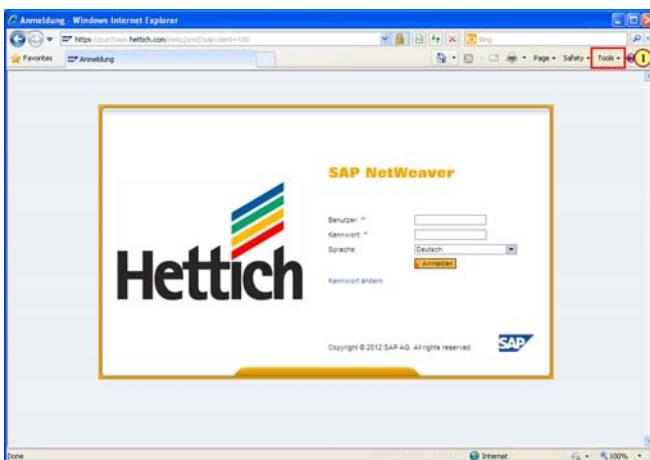 Anmeldung - Windows Internet Explorer
https://purchase.hettich.com/
Bing
Favorites
Anmeldung
Page
Safety
Tools
1
SAP NetWeaver
Benutzer: *
Kennwort: *
Sprache:
Deutsch
Anmelden
Kennwort ändern
Hettich
Copyright © 2012 SAP AG. All rights reserved.
SAP
Done
Internet
100%